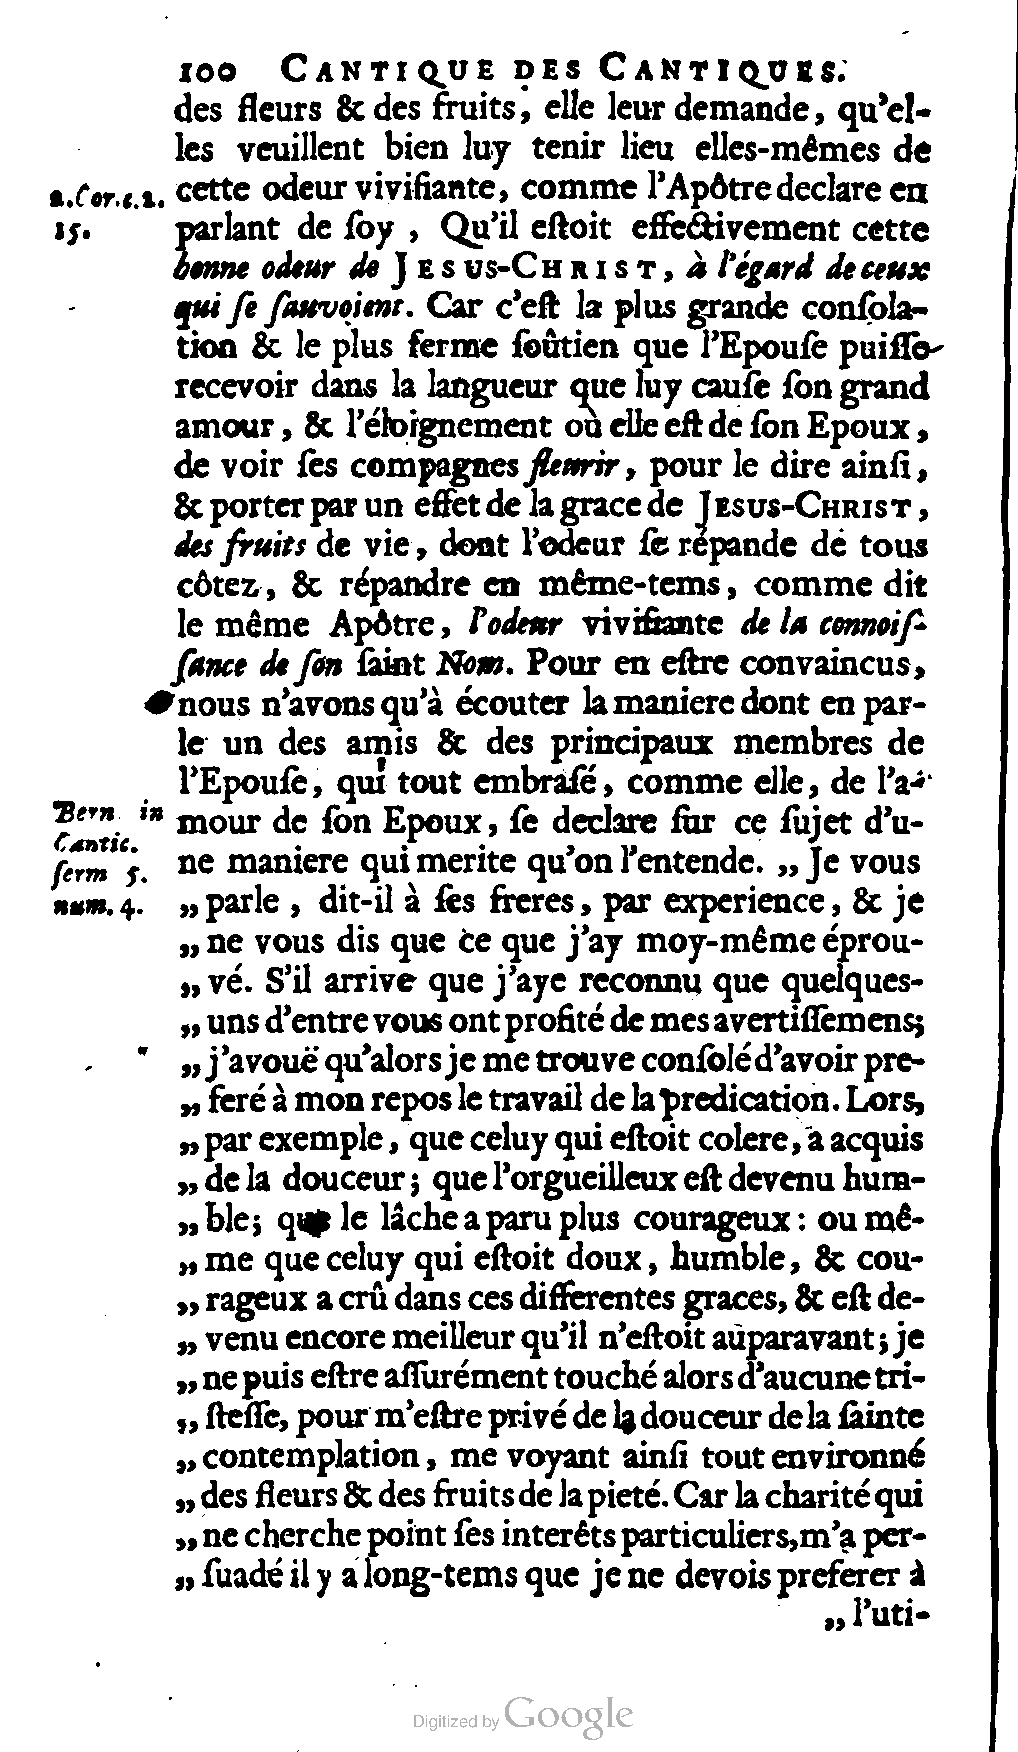 100 CANTIQUE DES CANTIQUES.
des fleurs & des fruits, elle leur demande, qu'el-
les veuillent bien luy tenir lieu elles-mêmes de
2.Cor.c.2. cette odeur vivifiante, comme l'Apôtre declare en
15. parlant de ſoy, Qu'il eſtoit effectivement cette
bonne odeur de JESUS-CHRIST, à l'égard de ceux
qui ſe ſauvoient. Car c'eſt la plus grande conſola-
tion & le plus ferme ſoûtien que l'Epouſe puiſſe
recevoir dans la langueur que luy cauſe ſon grand
amour, & l'éloignement où elle eſt de ſon Epoux,
de voir ſes compagnes fleurir, pour le dire ainſi,
& porter par un effet de la grace de JESUS-CHRIST,
des fruits de vie, dont l'odeur ſe répande de tous
côtez, & répandre en même-tems, comme dit
le même Apôtre, l'odeur vivifiante de la connoiſ-
ſance de ſon ſaint Nom. Pour en eſtre convaincus,
nous n'avons qu'à écouter la maniere dont en par-
le un des amis & des principaux membres de
l'Epouſe, qui tout embraſé, comme elle, de l'a-
Bern in mour de ſon Epoux, ſe declare ſur ce ſujet d'u-
Cantic.
ſerm 5. ne maniere qui merite qu'on l'entende. „ Je vous
num. 4. „ parle, dit-il à ſes freres, par experience, & je
„ ne vous dis que ce que j'ay moy-même éprou-
„ vé. S'il arrive que j'aye reconnu que quelques-
„ uns d'entre vous ont profité de mes avertiſſemens;
„ j'avouë qu'alors je me trouve conſolé d'avoir pre-
„ feré à mon repos le travail de la predication. Lors,
„ par exemple, que celuy qui eſtoit colere, a acquis
„ de la douceur; que l'orgueilleux eſt devenu hum-
„ ble; que le lâche a paru plus courageux: ou mê-
„ me que celuy qui eſtoit doux, humble, & cou-
„ rageux a crû dans ces differentes graces, & eſt de-
„ venu encore meilleur qu'il n'eſtoit auparavant; je
„ ne puis eſtre aſſurément touché alors d'aucune tri-
„ ſteſſe, pour m'eſtre privé de la douceur de la ſainte
„ contemplation, me voyant ainſi tout environné
„ des fleurs & des fruits de la pieté. Car la charité qui
„ ne cherche point ſes interêts particuliers, m'a per-
„ ſuadé il y a long-tems que je ne devois preferer à
„ l'uti-
Digitized by Google